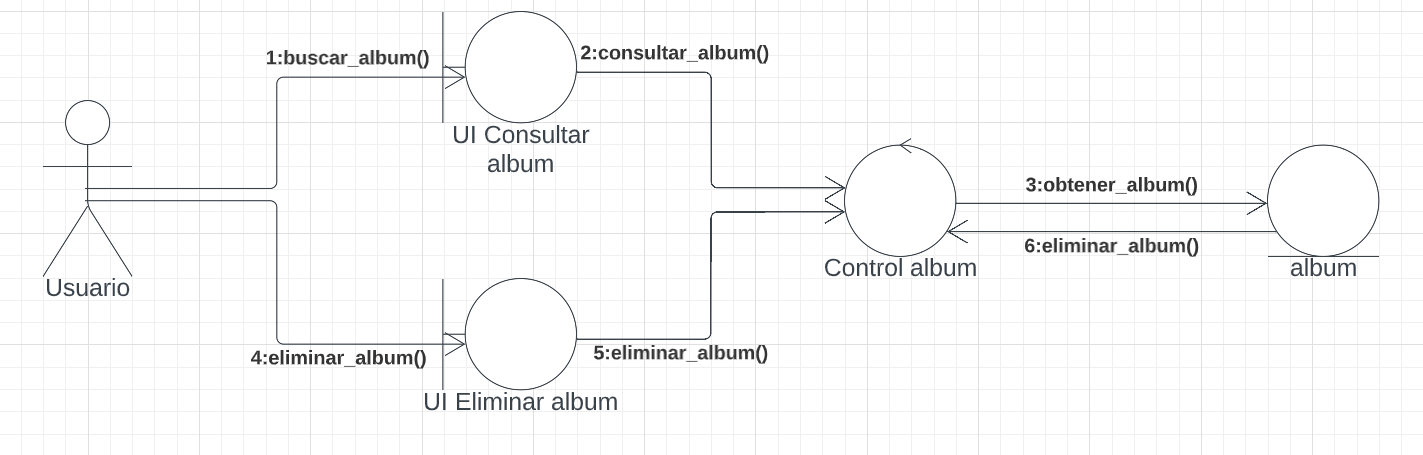 1:buscar_album()
2:consultar_album()
UI Consultar
album
Usuario
3:obtener_album()
6:eliminar_album()
Control album
album
4:eliminar_album()
5:eliminar_album()
UI Eliminar album